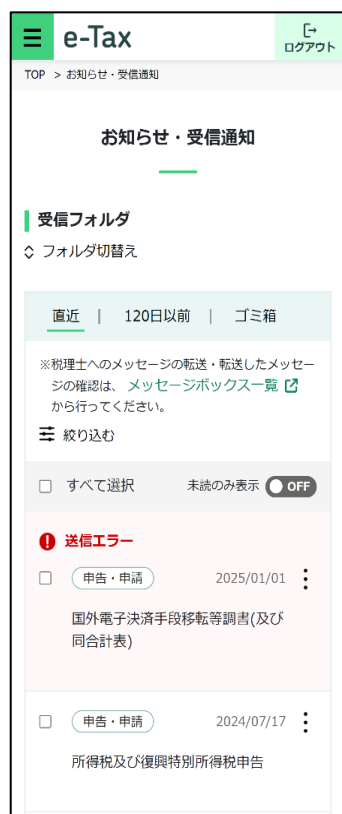 e-Tax
ログアウト
TOP > お知らせ・受信通知
お知らせ・受信通知
受信フォルダ
フォルダ切替え
直近 | 120日以前 | ゴミ箱
※税理士へのメッセージの転送・転送したメッセー
ジの確認は、メッセージボックス一覧
から行ってください。
絞り込む
すべて選択 未読のみ表示 OFF
送信エラー
申告・申請 2025/01/01
国外電子決済手段移転等調書(及び
同合計表)
申告・申請 2024/07/17
所得税及び復興特別所得税申告